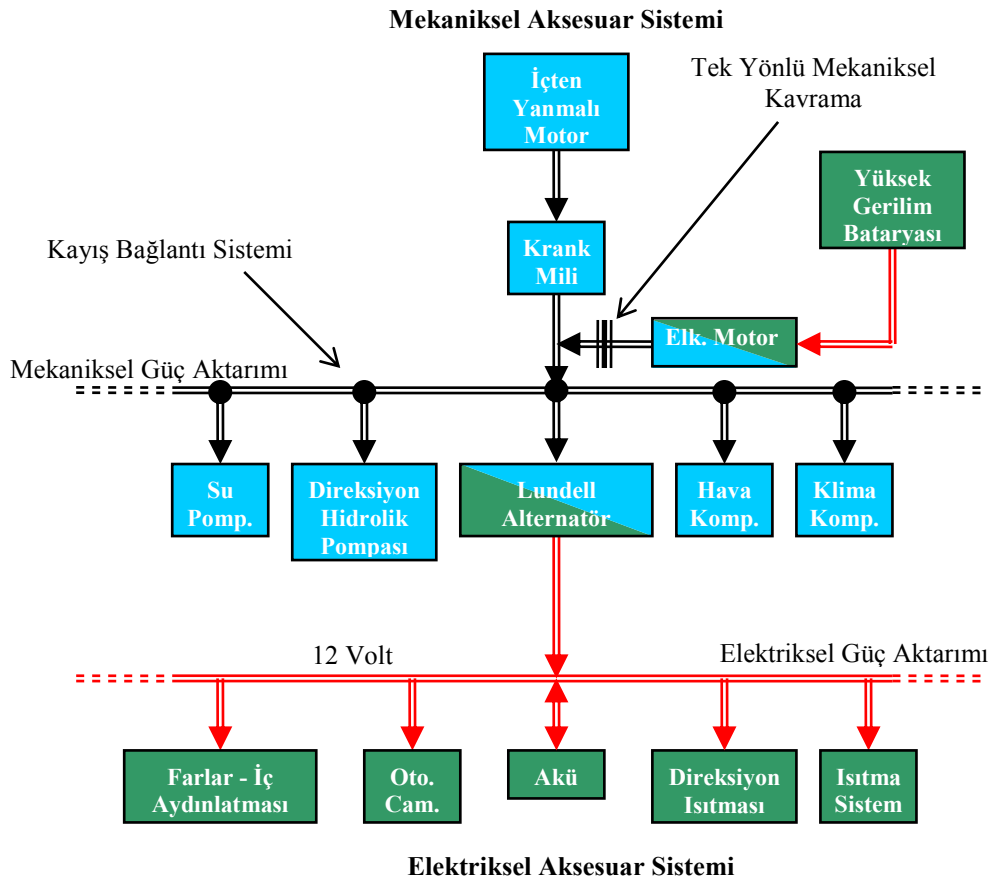 Mekaniksel Aksesuar Sistemi
İçten
Yanmalı
Motor
Tek Yönlü Mekaniksel
Kavrama
Yüksek
Gerilim
Bataryası
Kayış Bağlantı Sistemi
Krank
Mili
Elk. Motor
Mekaniksel Güç Aktarımı
Su
Pomp.
Direksiyon
Hidrolik
Pompası
Lundell
Alternatör
Hava
Komp.
Klima
Komp.
12 Volt
Elektriksel Güç Aktarımı
Farlar - İç
Aydınlatması
Oto.
Cam.
Akü
Direksiyon
Isıtması
Isıtma
Sistem
Elektriksel Aksesuar Sistemi